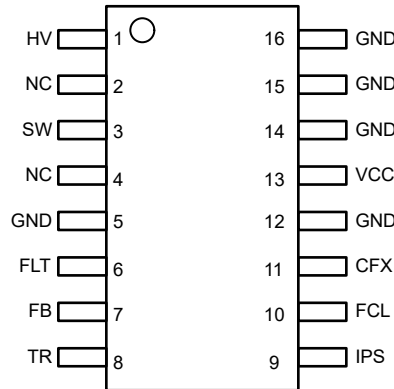 HV 1 16 GND
NC 2 15 GND
SW 3 14 GND
NC 4 13 VCC
GND 5 12 GND
FLT 6 11 CFX
FB 7 10 FCL
TR 8 9 IPS